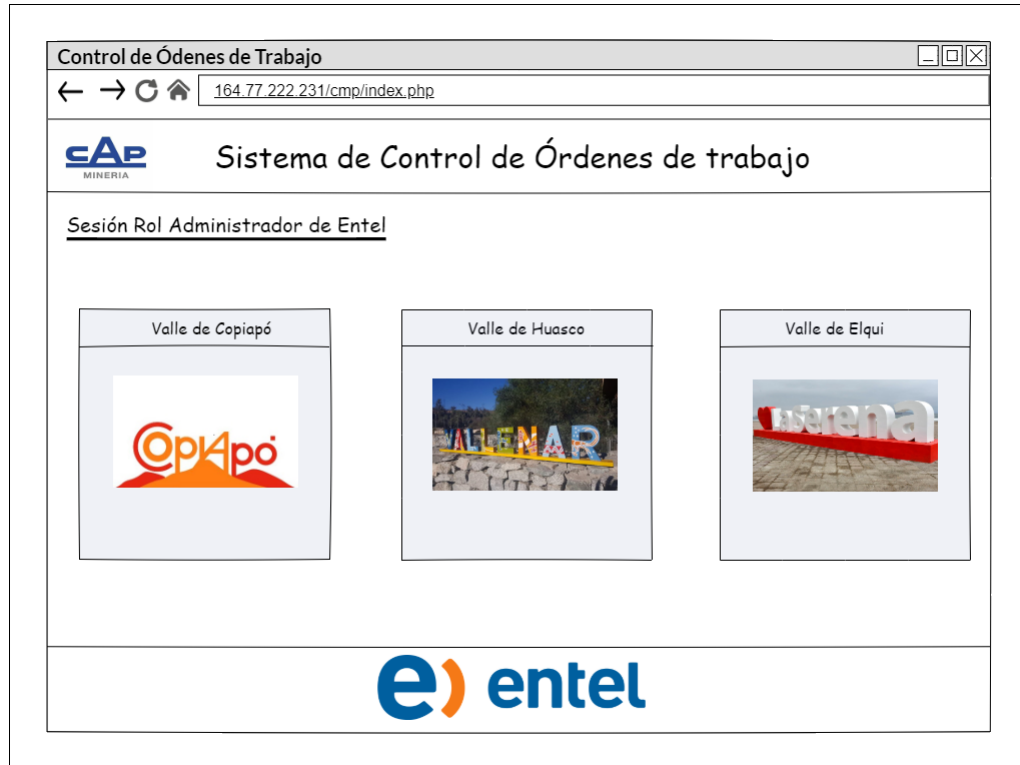 Control de Ódenes de Trabajo
164.77.222.231/cmp/index.php
CAP
MINERIA
Sistema de Control de Órdenes de trabajo
Sesión Rol Administrador de Entel
Valle de Copiapó
Valle de Huasco
Valle de Elqui
COPIApó
VALLENAR
laserena
e) entel